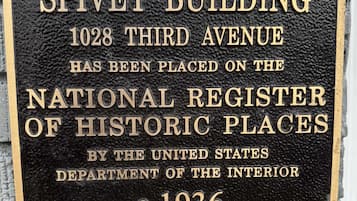 SPIVEY BUILDING
1028 THIRD AVENUE
HAS BEEN PLACED ON THE
NATIONAL REGISTER
OF HISTORIC PLACES
BY THE UNITED STATES
DEPARTMENT OF THE INTERIOR
1926